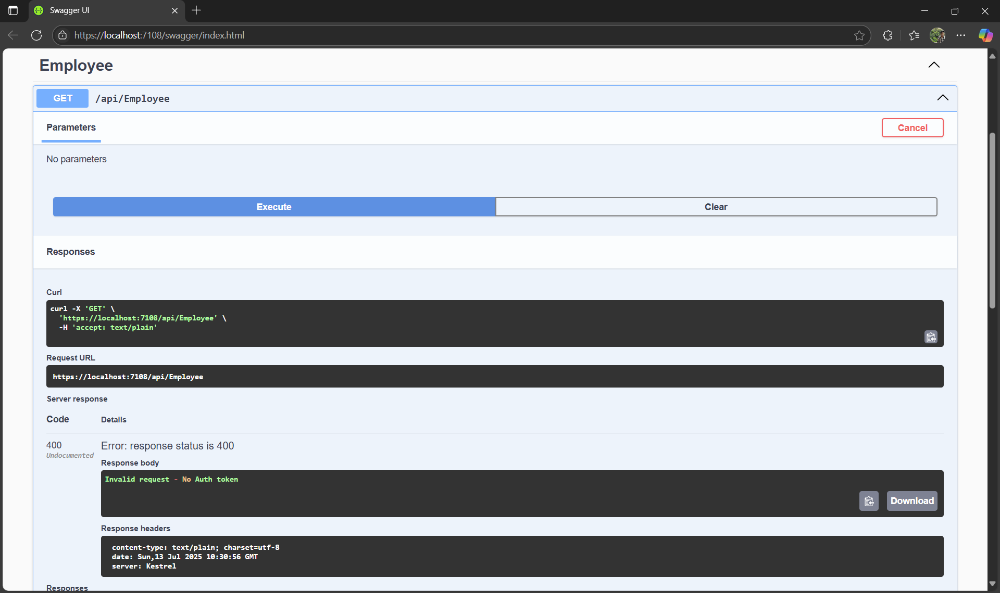 Swagger UI
https://localhost:7108/swagger/index.html
Employee
GET /api/Employee
Parameters
Cancel
No parameters
Execute
Clear
Responses
Curl
curl -X 'GET' \
'https://localhost:7108/api/Employee' \
-H 'accept: text/plain'
Request URL
https://localhost:7108/api/Employee
Server response
Code Details
400
Undocumented
Error: response status is 400
Response body
Invalid request - No Auth token
Download
Response headers
content-type: text/plain; charset=utf-8
date: Sun,13 Jul 2025 10:30:56 GMT
server: Kestrel
Responses